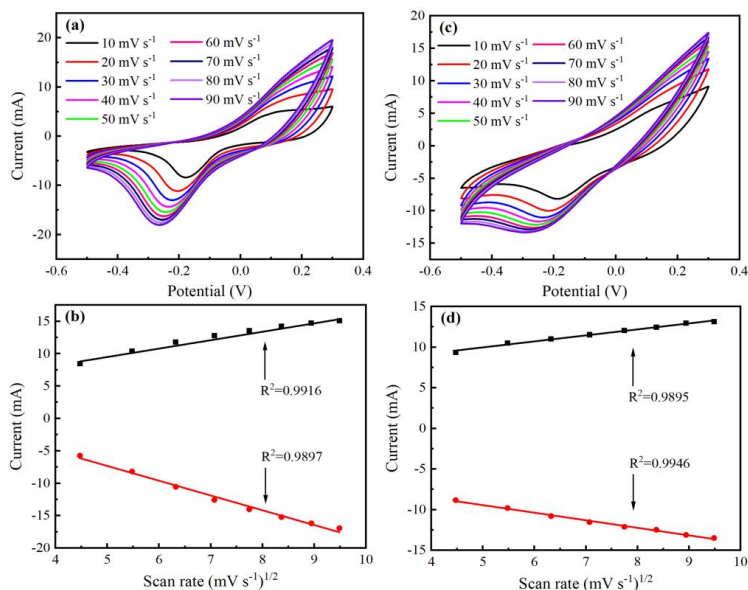 (a)
10 mV s⁻¹
20 mV s⁻¹
30 mV s⁻¹
40 mV s⁻¹
50 mV s⁻¹
60 mV s⁻¹
70 mV s⁻¹
80 mV s⁻¹
90 mV s⁻¹
20
10
0
-10
-20
Current (mA)
-0.6 -0.4 -0.2 0.0 0.2 0.4
Potential (V)
(c)
10 mV s⁻¹
20 mV s⁻¹
30 mV s⁻¹
40 mV s⁻¹
50 mV s⁻¹
60 mV s⁻¹
70 mV s⁻¹
80 mV s⁻¹
90 mV s⁻¹
20
15
10
5
0
-5
-10
-15
Current (mA)
-0.6 -0.4 -0.2 0.0 0.2 0.4
Potential (V)
(b)
R²=0.9916
R²=0.9897
15
10
5
0
-5
-10
-15
-20
Current (mA)
4 5 6 7 8 9 10
Scan rate (mV s⁻¹)¹/²
(d)
R²=0.9895
R²=0.9946
15
10
5
0
-5
-10
-15
Current (mA)
4 5 6 7 8 9 10
Scan rate (mV s⁻¹)¹/²